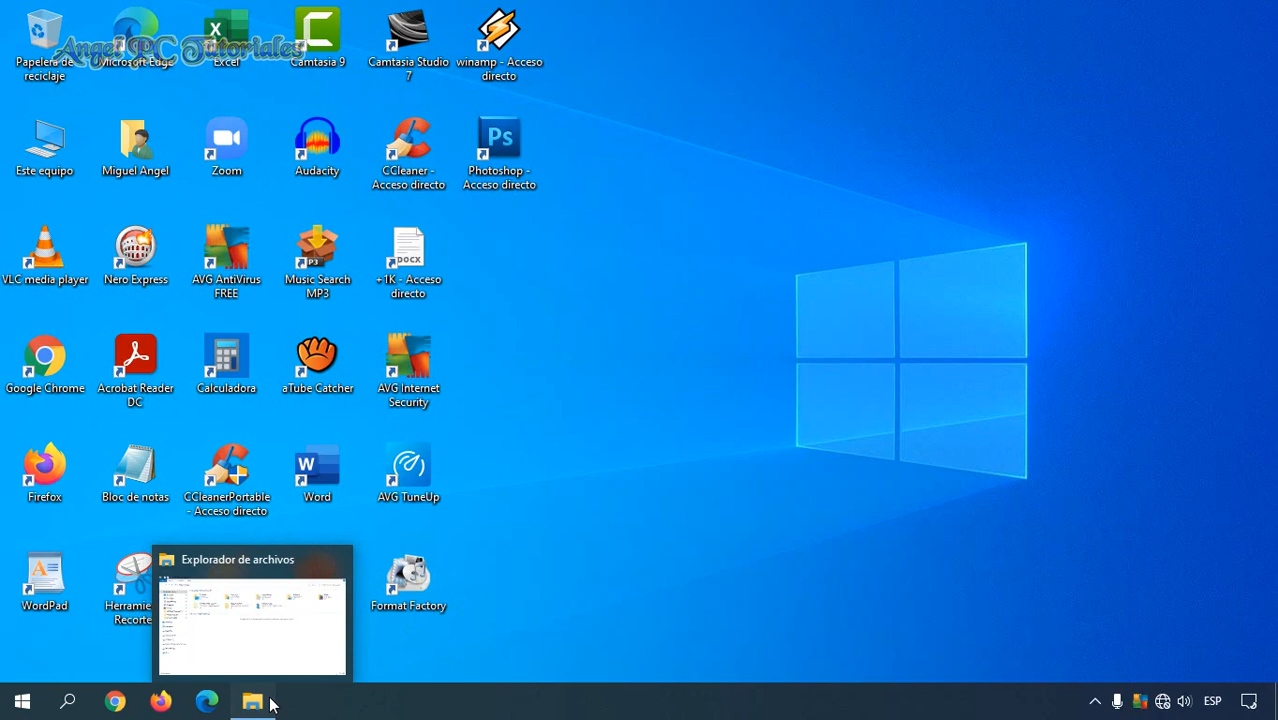 Angel PC Tutoriales
Papelera de
reciclaje
Microsoft Edge
Excel
Camtasia 9
Camtasia Studio
7
winamp - Acceso
directo
Este equipo
Miguel Angel
Zoom
Audacity
CCleaner -
Acceso directo
Photoshop -
Acceso directo
VLC media player
Nero Express
AVG AntiVirus
FREE
Music Search
MP3
+1K - Acceso
directo
Google Chrome
Acrobat Reader
DC
Calculadora
aTube Catcher
AVG Internet
Security
Firefox
Bloc de notas
CCleanerPortable
- Acceso directo
Word
AVG TuneUp
WordPad
Herramie
Recorte
Explorador de archivos
Format Factory
ESP